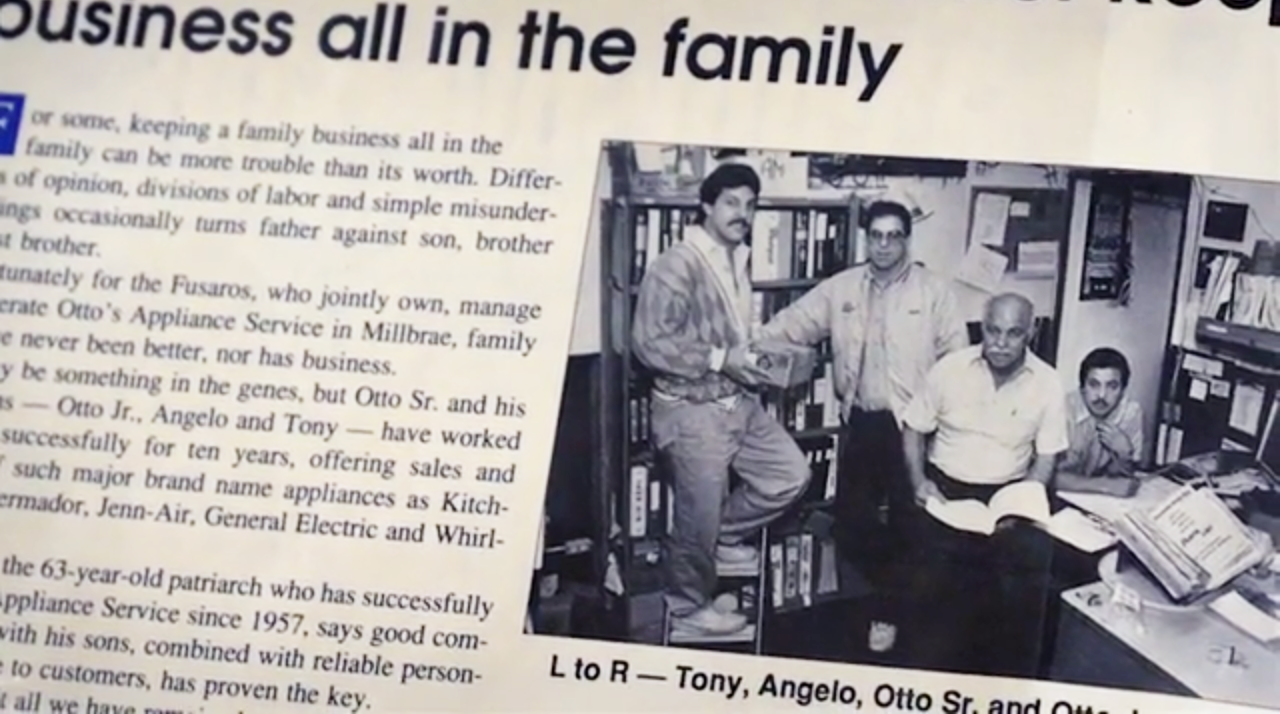 business all in the family
For some, keeping a family business all in the
family can be more trouble than its worth. Differ-
of opinion, divisions of labor and simple misunder-
occasionally turns father against son, brother
brother.
for the Fusaros, who jointly own, manage
Otto's Appliance Service in Millbrae, family
never been better, nor has business.
be something in the genes, but Otto Sr. and his
— Otto Jr., Angelo and Tony — have worked
successfully for ten years, offering sales and
such major brand name appliances as Kitch-
ermador, Jenn-Air, General Electric and Whirl-
the 63-year-old patriarch who has successfully
Appliance Service since 1957, says good com-
with his sons, combined with reliable person-
to customers, has proven the key.
all we have
L to R — Tony, Angelo, Otto Sr. and Otto